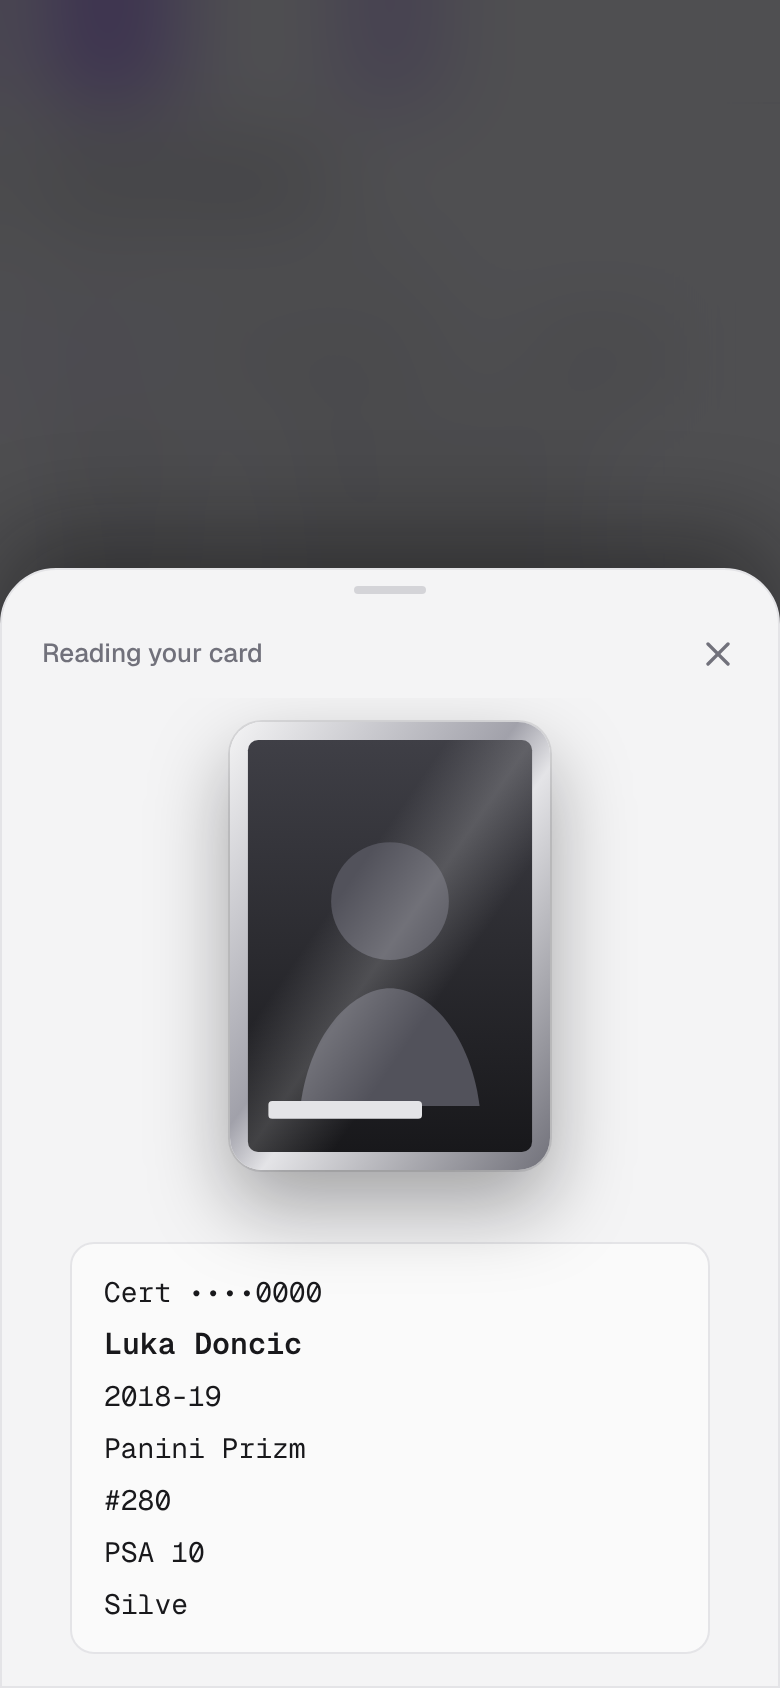 Reading your card
Cert ••••0000
Luka Doncic
2018-19
Panini Prizm
#280
PSA 10
Silve